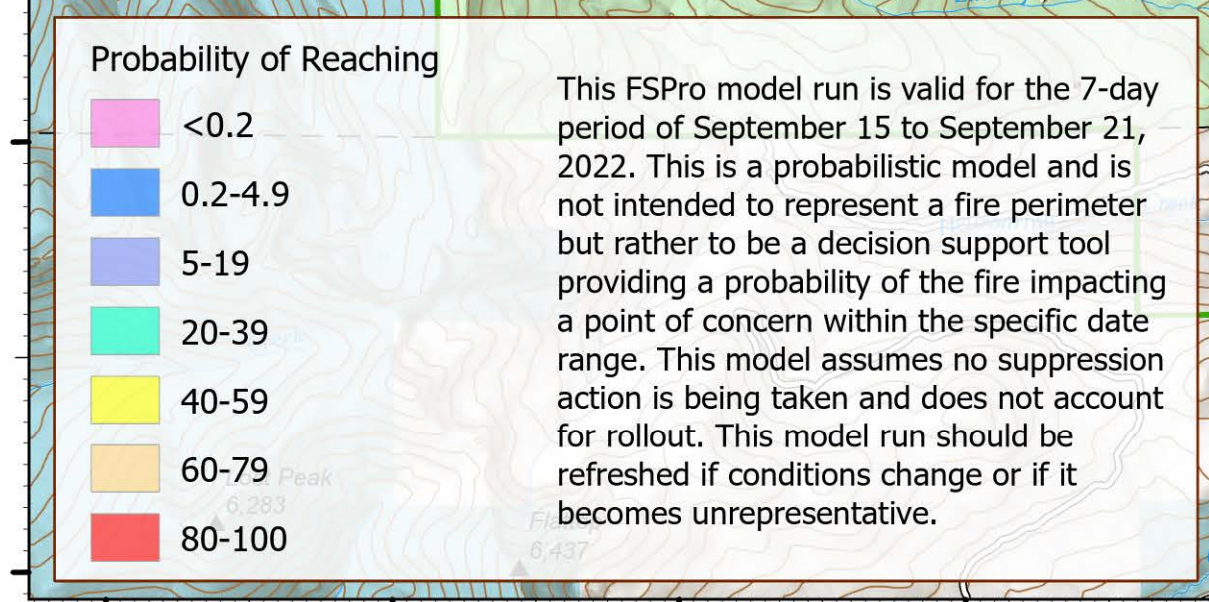 Probability of Reaching
<0.2
0.2-4.9
5-19
20-39
40-59
60-79
80-100
This FSPro model run is valid for the 7-day
period of September 15 to September 21,
2022. This is a probabilistic model and is
not intended to represent a fire perimeter
but rather to be a decision support tool
providing a probability of the fire impacting
a point of concern within the specific date
range. This model assumes no suppression
action is being taken and does not account
for rollout. This model run should be
refreshed if conditions change or if it
becomes unrepresentative.
Peak
6,283
6,437